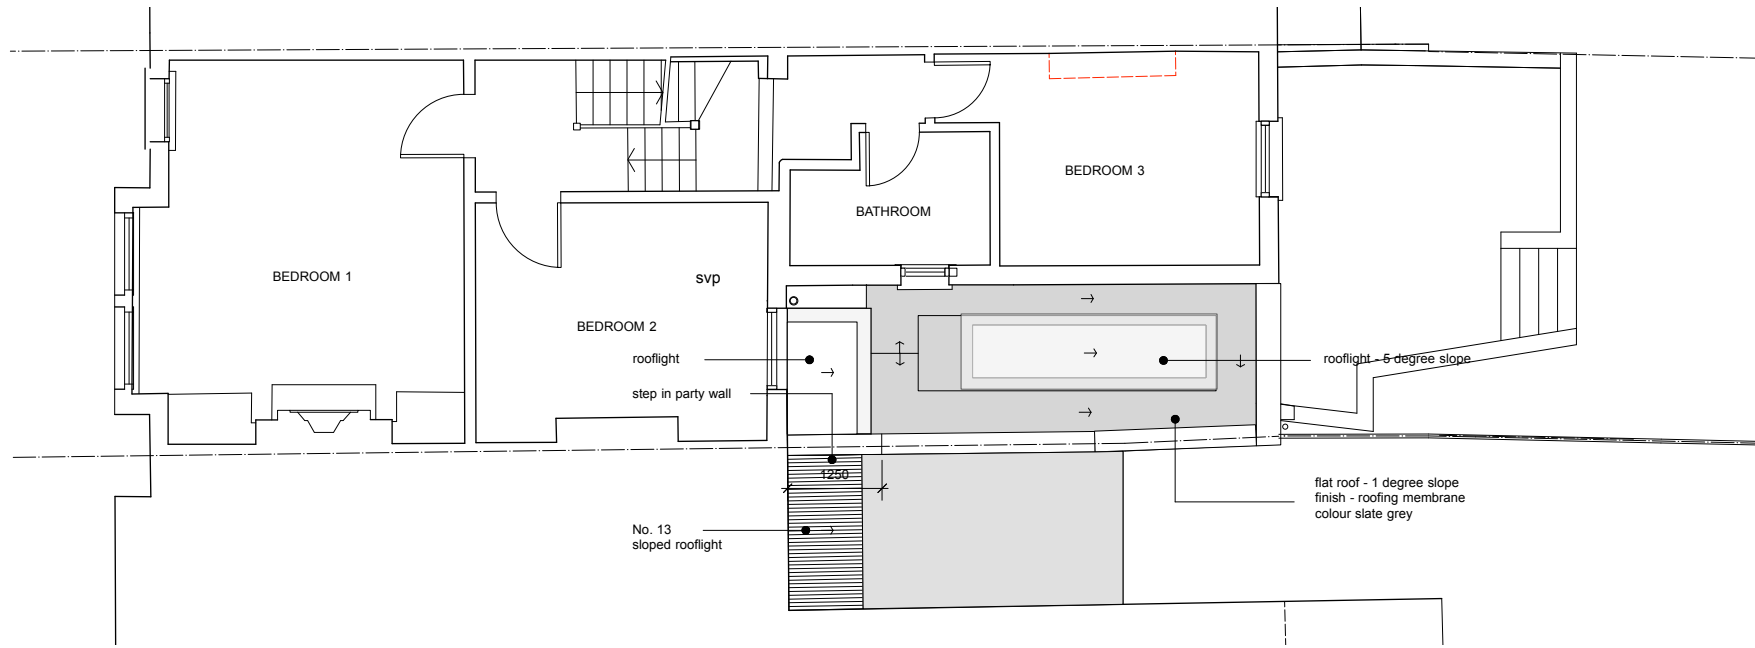 BEDROOM 1
BEDROOM 2
svp
BATHROOM
BEDROOM 3
rooflight
step in party wall
1250
No. 13
sloped rooflight
rooflight - 5 degree slope
flat roof - 1 degree slope
finish - roofing membrane
colour slate grey